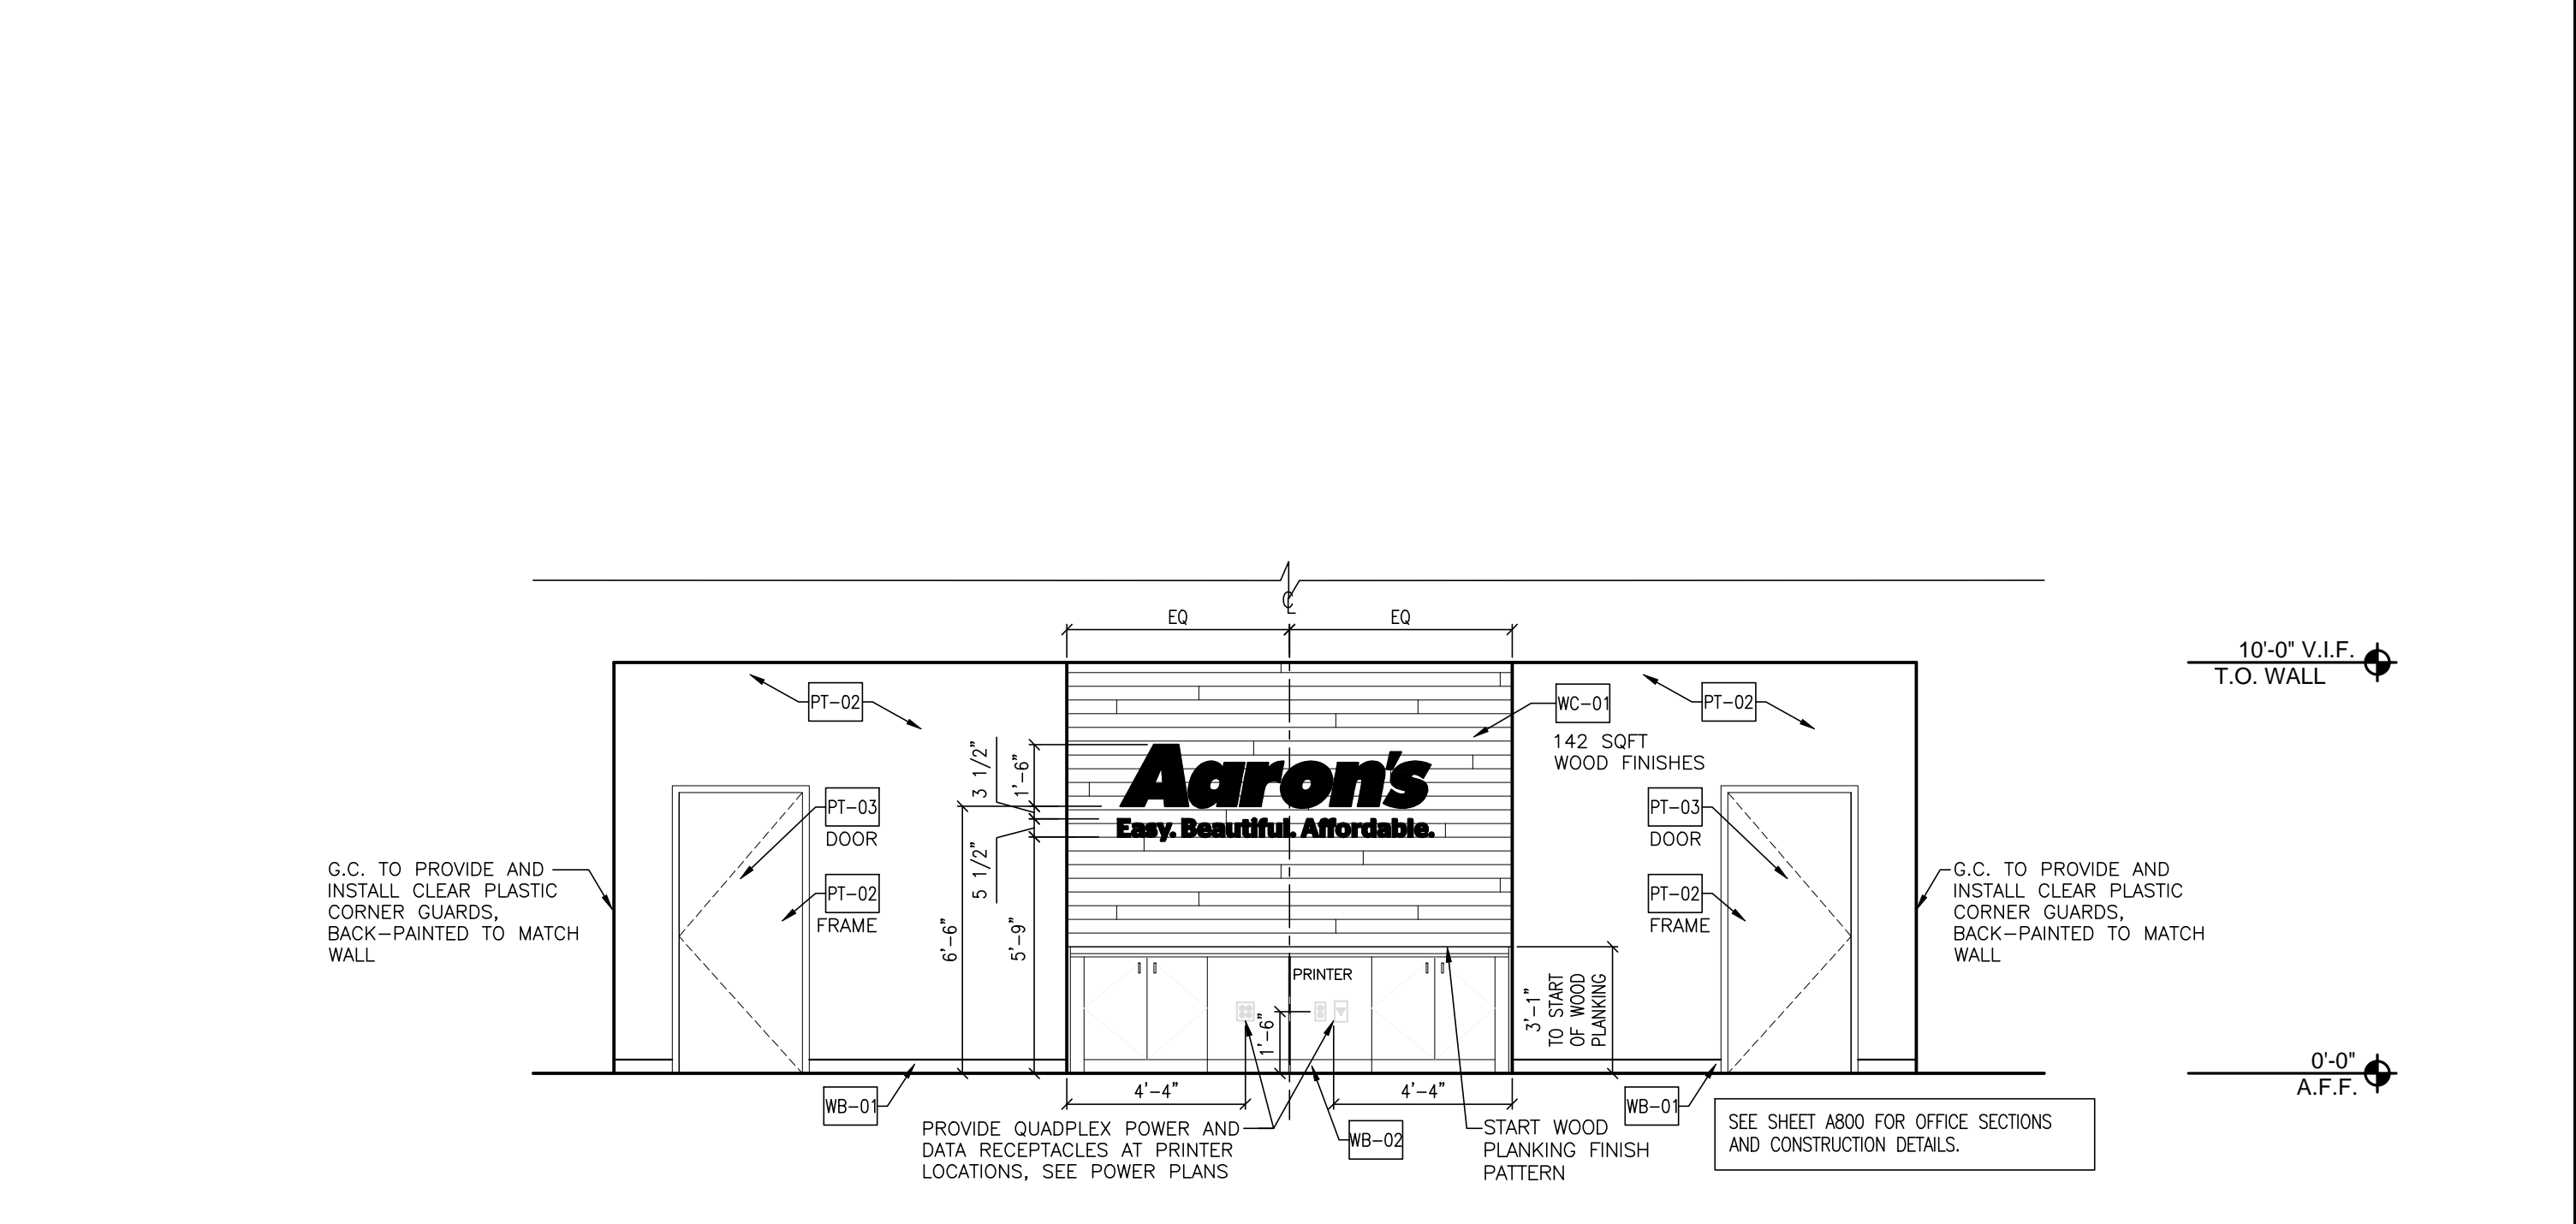 CL
EQ
EQ
10'-0" V.I.F.
T.O. WALL
PT-02
WC-01
142 SQFT
WOOD FINISHES
PT-02
3 1/2"
1'-6"
Aaron's
Easy. Beautiful. Affordable.
PT-03
DOOR
PT-03
DOOR
5 1/2"
6'-6"
5'-9"
G.C. TO PROVIDE AND
INSTALL CLEAR PLASTIC
CORNER GUARDS,
BACK-PAINTED TO MATCH
WALL
PT-02
FRAME
PT-02
FRAME
G.C. TO PROVIDE AND
INSTALL CLEAR PLASTIC
CORNER GUARDS,
BACK-PAINTED TO MATCH
WALL
PRINTER
1'-6"
3'-1"
TO START
OF WOOD
PLANKING
0'-0"
A.F.F.
4'-4"
4'-4"
WB-01
WB-01
WB-02
PROVIDE QUADPLEX POWER AND
DATA RECEPTACLES AT PRINTER
LOCATIONS, SEE POWER PLANS
START WOOD
PLANKING FINISH
PATTERN
SEE SHEET A800 FOR OFFICE SECTIONS
AND CONSTRUCTION DETAILS.